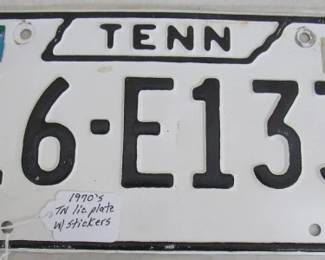 TENN
6-E13
1970's
TN lic. plate
w/ stickers